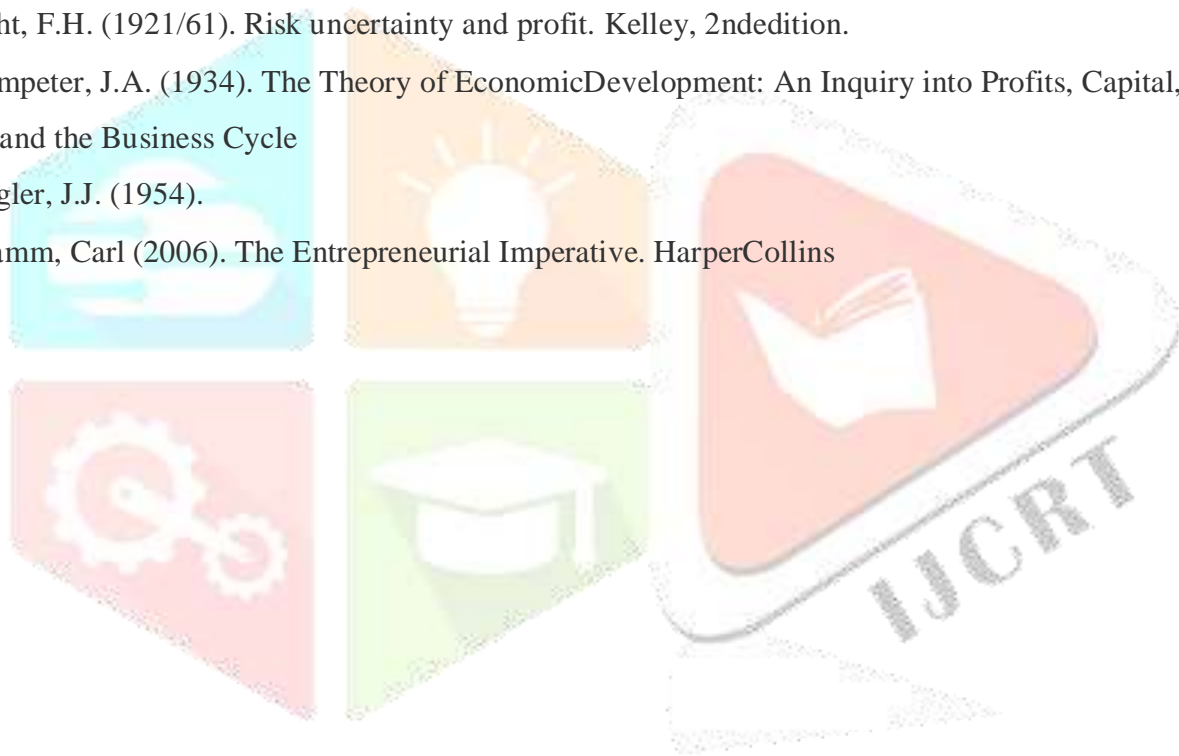 ht, F.H. (1921/61). Risk uncertainty and profit. Kelley, 2ndedition.
mpeter, J.A. (1934). The Theory of EconomicDevelopment: An Inquiry into Profits, Capital,
and the Business Cycle
gler, J.J. (1954).
amm, Carl (2006). The Entrepreneurial Imperative. HarperCollins
IJCRT